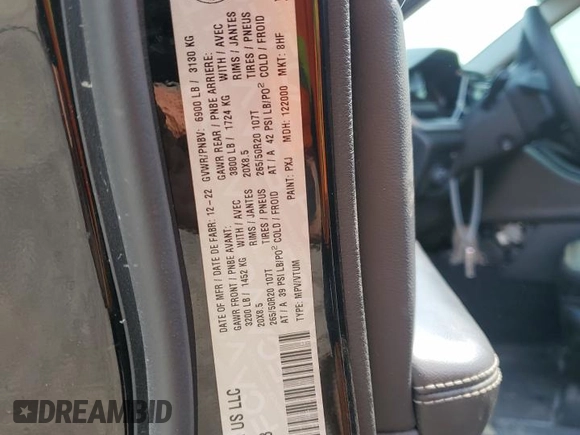 US LLC
DATE OF MFR / DATE DE FABR: 12-22 GVWR/PNBV: 6900 LB / 3130 KG
GAWR FRONT / PNBE AVANT: GAWR REAR / PNBE ARRIERE:
3200 LB / 1452 KG WITH / AVEC 3800 LB / 1724 KG WITH / AVEC
20X8.5 RIMS / JANTES 20X8.5 RIMS / JANTES
265/50R20 107T TIRES / PNEUS 265/50R20 107T TIRES / PNEUS
AT / A 39 PSI LB/PO² COLD / FROID AT / A 42 PSI LB/PO² COLD / FROID
TYPE: MPV/VTUM PAINT: PXJ MDH: 122000 MKT: 8HF
AUTOBIDMASTER